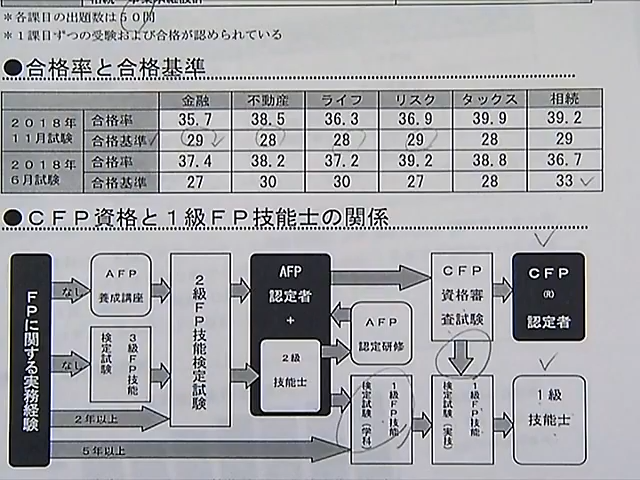 ＊各課目の出題数は５０問
＊１課目ずつの受験および合格が認められている
●合格率と合格基準
金融 不動産 ライフ リスク タックス 相続
２０１８年 合格率 35.7 38.5 36.3 36.9 39.9 39.2
１１月試験 合格基準 29 28 28 29 28 29
２０１８年 合格率 37.4 38.2 37.2 39.2 38.8 36.7
６月試験 合格基準 27 30 30 27 28 33
●ＣＦＰ資格と１級ＦＰ技能士の関係
ＦＰに関する実務経験
なし
ＡＦＰ
養成講座
なし
３級ＦＰ技能
検定試験
２年以上
５年以上
２級ＦＰ技能検定試験
AFP
認定者
＋
２級
技能士
ＡＦＰ
認定研修
１級ＦＰ技能
検定試験（学科）
ＣＦＰ
資格審
査試験
１級ＦＰ技能
検定試験（実技）
ＣＦＰ
(R)
認定者
１級
技能士